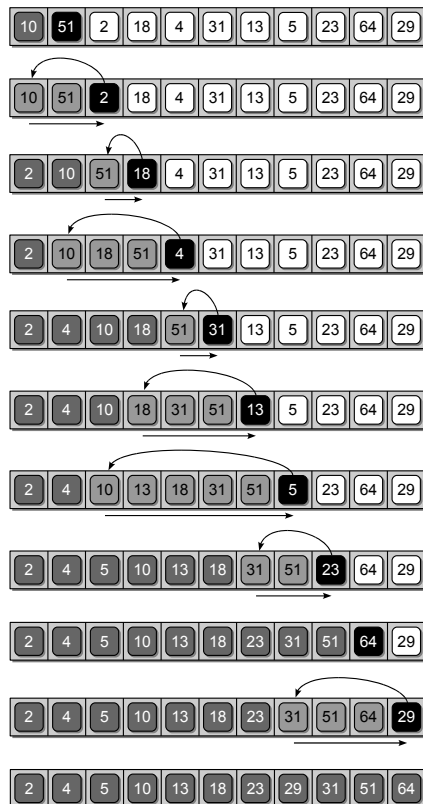 10 51 2 18 4 31 13 5 23 64 29
10 51 2 18 4 31 13 5 23 64 29
2 10 51 18 4 31 13 5 23 64 29
2 10 18 51 4 31 13 5 23 64 29
2 4 10 18 51 31 13 5 23 64 29
2 4 10 18 31 51 13 5 23 64 29
2 4 10 13 18 31 51 5 23 64 29
2 4 5 10 13 18 31 51 23 64 29
2 4 5 10 13 18 23 31 51 64 29
2 4 5 10 13 18 23 31 51 64 29
2 4 5 10 13 18 23 29 31 51 64